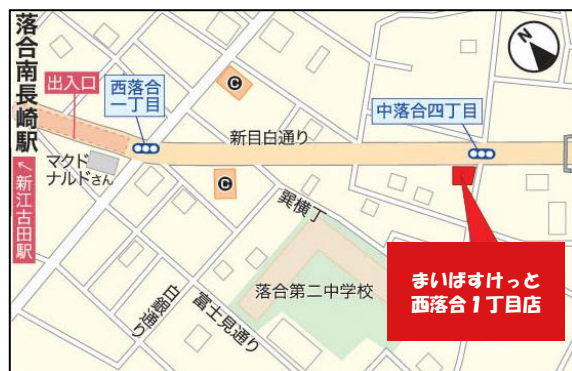 落合南長崎駅
出入口
西落合
一丁目
新目白通り
中落合四丁目
マクド
ナルドさん
↖新江古田駅
C
C
巽横丁
落合第二中学校
白銀通り
富士見通り
まいばすけっと
西落合1丁目店